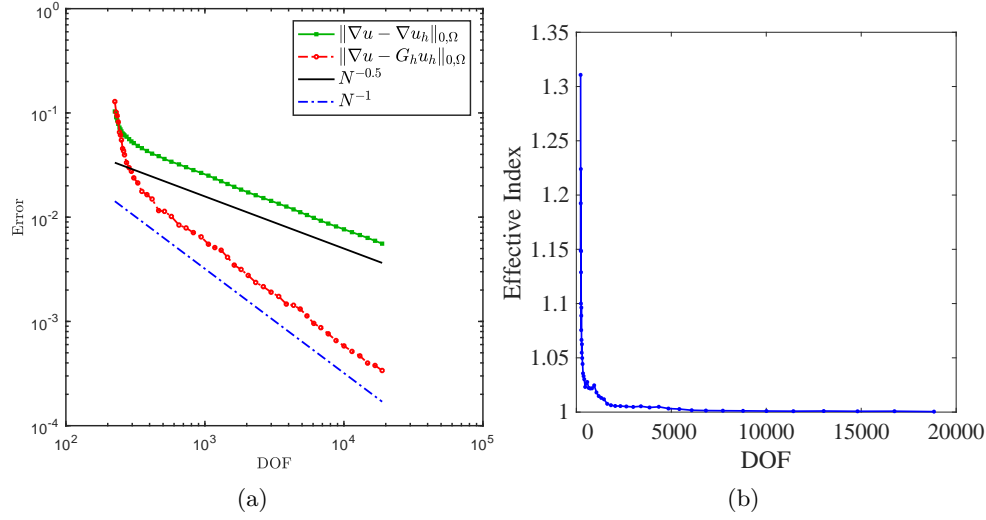 10^0
10^-1
10^-2
10^-3
10^-4
Error
10^2
10^3
10^4
10^5
DOF
‖∇u − ∇u_h‖_{0,Ω}
‖∇u − G_h u_h‖_{0,Ω}
N^{-0.5}
N^{-1}
(a)
1.35
1.3
1.25
1.2
1.15
1.1
1.05
1
Effective Index
0
5000
10000
15000
20000
DOF
(b)